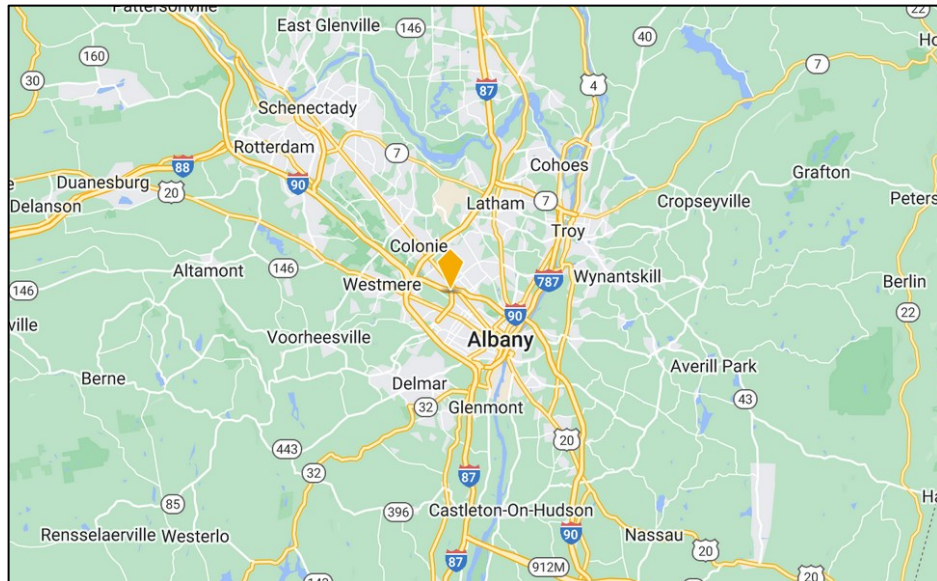 Pattersonville
East Glenville
146
22
Ho
40
160
7
30
87
4
Schenectady
Rotterdam
7
Cohoes
88
90
Grafton
Duanesburg
20
Latham
7
Cropseyville
Peters
Delanson
Troy
Colonie
146
Altamont
787
Wynantskill
Westmere
Berlin
146
22
ville
90
Voorheesville
Albany
Averill Park
Berne
Delmar
43
32
Glenmont
20
443
32
87
Ha
85
396
Castleton-On-Hudson
Rensselaerville
Westerlo
90
Nassau
20
87
912M
20
143